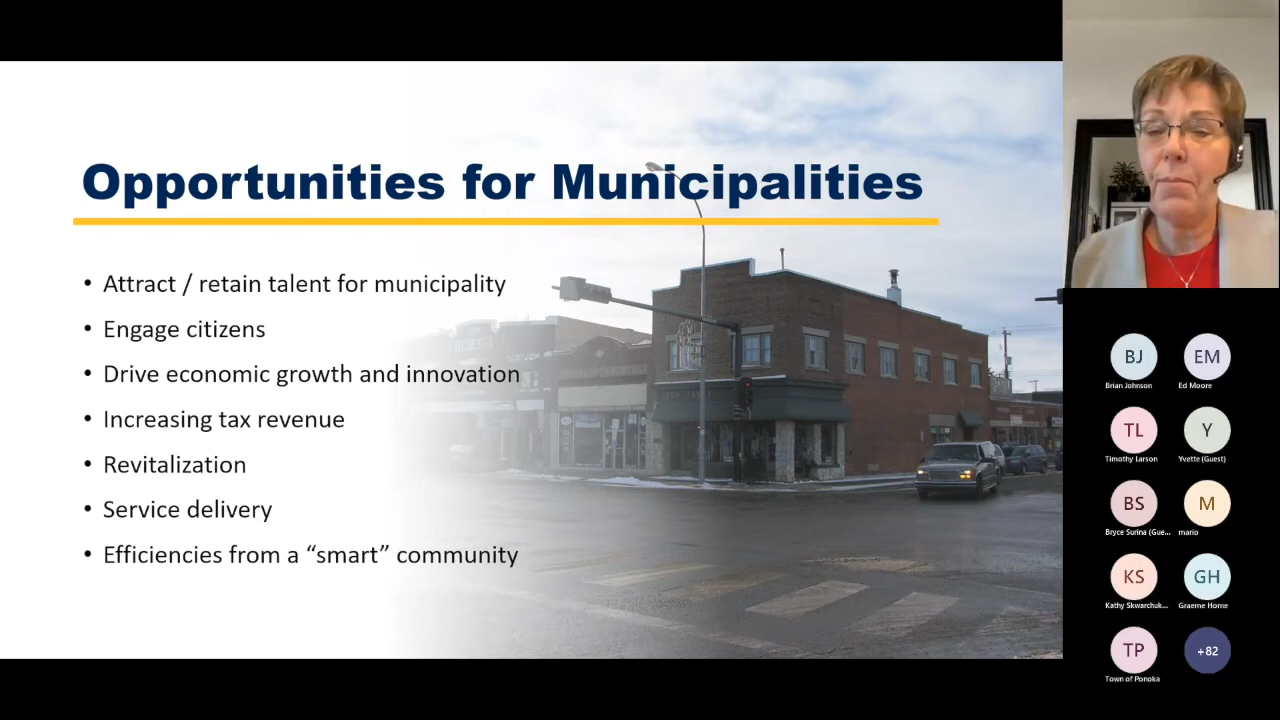 Opportunities for Municipalities
• Attract / retain talent for municipality
• Engage citizens
• Drive economic growth and innovation
• Increasing tax revenue
• Revitalization
• Service delivery
• Efficiencies from a “smart” community
BJ
Brian Johnson
EM
Ed Moore
TL
Timothy Larson
Y
Yvette (Guest)
BS
Bryce Surina (Gue...
M
mario
KS
Kathy Skwarchuk...
GH
Graeme Horne
TP
Town of Ponoka
+82